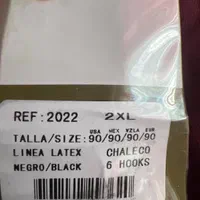 REF: 2022 2XL
USA MEX VZLA EUR
TALLA/SIZE: 90/90/90/90
LINEA LATEX CHALECO
NEGRO/BLACK 6 HOOKS